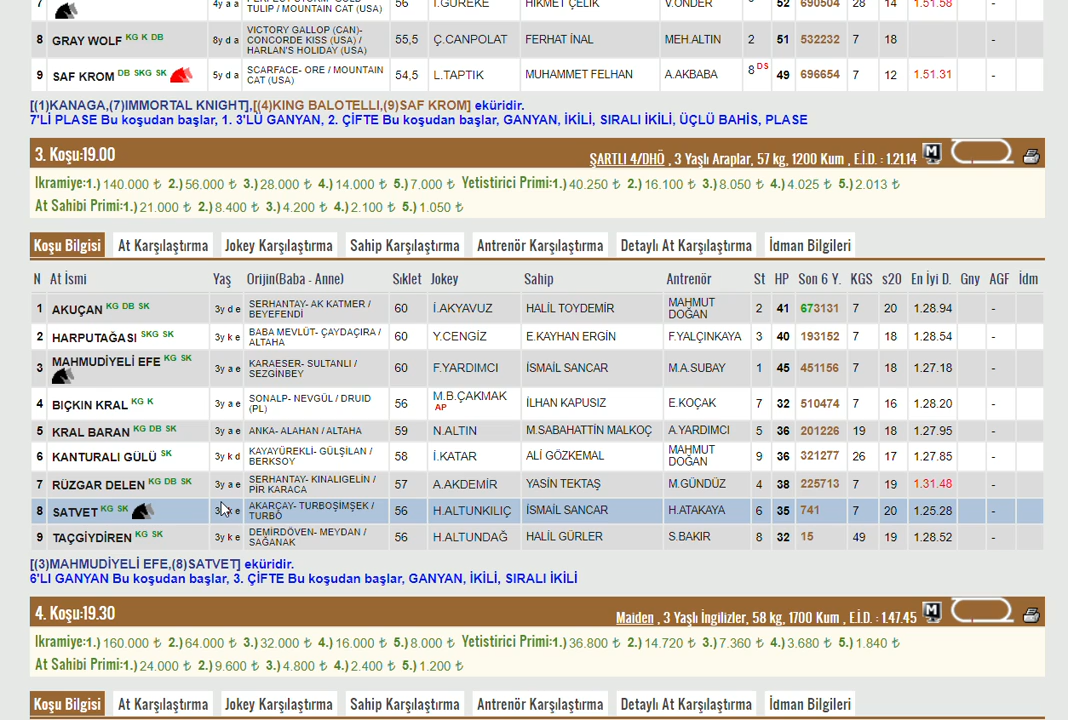 7 4y a a TULIP / MOUNTAIN CAT (USA) 56 İ.GÜREKE HİKMET ÇELİK V.ÖNDER 52 690504 28 14 1.51.58 -
8 GRAY WOLF KG K DB 8y d a VICTORY GALLOP (CAN)- CONCORDE KISS (USA) / HARLAN'S HOLIDAY (USA) 55,5 Ç.CANPOLAT FERHAT İNAL MEH.ALTIN 2 51 532232 7 18 -
9 SAF KROM DB SKG SK 5y d a SCARFACE- ORE / MOUNTAIN CAT (USA) 54,5 L.TAPTIK MUHAMMET FELHAN A.AKBABA 8 DS 49 696654 7 12 1.51.31 -
[(1)KANAGA,(7)IMMORTAL KNIGHT],[(4)KING BALOTELLI,(9)SAF KROM] eküridir.
7'Lİ PLASE Bu koşudan başlar, 1. 3'LÜ GANYAN, 2. ÇİFTE Bu koşudan başlar, GANYAN, İKİLİ, SIRALI İKİLİ, ÜÇLÜ BAHİS, PLASE
3. Koşu:19.00 ŞARTLI 4/DHÖ , 3 Yaşlı Araplar, 57 kg, 1200 Kum , E.İ.D. : 1.21.14 M
Ikramiye:1.) 140.000 ₺ 2.) 56.000 ₺ 3.) 28.000 ₺ 4.) 14.000 ₺ 5.) 7.000 ₺ Yetistirici Primi:1.) 40.250 ₺ 2.) 16.100 ₺ 3.) 8.050 ₺ 4.) 4.025 ₺ 5.) 2.013 ₺
At Sahibi Primi:1.) 21.000 ₺ 2.) 8.400 ₺ 3.) 4.200 ₺ 4.) 2.100 ₺ 5.) 1.050 ₺
Koşu Bilgisi At Karşılaştırma Jokey Karşılaştırma Sahip Karşılaştırma Antrenör Karşılaştırma Detaylı At Karşılaştırma İdman Bilgileri
N At İsmi Yaş Orijin(Baba - Anne) Sıklet Jokey Sahip Antrenör St HP Son 6 Y. KGS s20 En İyi D. Gny AGF İdm
1 AKUÇAN KG DB SK 3y d e SERHANTAY- AK KATMER / BEYEFENDİ 60 İ.AKYAVUZ HALİL TOYDEMİR MAHMUT DOĞAN 2 41 673131 7 20 1.28.94 -
2 HARPUTAĞASI SKG SK 3y k e BABA MEVLÜT- ÇAYDAÇIRA / ALTAHA 60 Y.CENGİZ E.KAYHAN ERGİN F.YALÇINKAYA 3 40 193152 7 18 1.28.54 -
3 MAHMUDİYELİ EFE KG SK 3y a e KARAESER- SULTANLI / SEZGİNBEY 60 F.YARDIMCI İSMAİL SANCAR M.A.SUBAY 1 45 451156 7 18 1.27.18 -
4 BIÇKIN KRAL KG K 3y a e SONALP- NEVGÜL / DRUID (PL) 56 M.B.ÇAKMAK AP İLHAN KAPUSIZ E.KOÇAK 7 32 510474 7 16 1.28.20 -
5 KRAL BARAN KG DB SK 3y a e ANKA- ALAHAN / ALTAHA 59 N.ALTIN M.SABAHATTİN MALKOÇ A.YARDIMCI 5 36 201226 19 18 1.27.95 -
6 KANTURALI GÜLÜ SK 3y k d KAYAYÜREKLİ- GÜLŞİLAN / BERKSOY 58 İ.KATAR ALİ GÖZKEMAL MAHMUT DOĞAN 9 36 321277 26 17 1.27.85 -
7 RÜZGAR DELEN KG DB SK 3y a e SERHANTAY- KINALIGELİN / PİR KARACA 57 A.AKDEMİR YASİN TEKTAŞ M.GÜNDÜZ 4 38 225713 7 17 1.31.48 -
8 SATVET KG SK e AKARÇAY- TURBOŞİMŞEK / TURBÖ 56 H.ALTUNKILIÇ İSMAİL SANCAR H.ATAKAYA 6 35 741 7 20 1.25.28 -
9 TAÇGİYDİREN KG SK 3y k e DEMİRDÖVEN- MEYDAN / SAĞANAK 56 H.ALTUNDAĞ HALİL GÜRLER S.BAKIR 8 32 15 49 19 1.28.52 -
[(3)MAHMUDİYELİ EFE,(8)SATVET] eküridir.
6'LI GANYAN Bu koşudan başlar, 3. ÇİFTE Bu koşudan başlar, GANYAN, İKİLİ, SIRALI İKİLİ
4. Koşu:19.30 Maiden , 3 Yaşlı İngilizler, 58 kg, 1700 Kum , E.İ.D. : 1.47.45 M
Ikramiye:1.) 160.000 ₺ 2.) 64.000 ₺ 3.) 32.000 ₺ 4.) 16.000 ₺ 5.) 8.000 ₺ Yetistirici Primi:1.) 36.800 ₺ 2.) 14.720 ₺ 3.) 7.360 ₺ 4.) 3.680 ₺ 5.) 1.840 ₺
At Sahibi Primi:1.) 24.000 ₺ 2.) 9.600 ₺ 3.) 4.800 ₺ 4.) 2.400 ₺ 5.) 1.200 ₺
Koşu Bilgisi At Karşılaştırma Jokey Karşılaştırma Sahip Karşılaştırma Antrenör Karşılaştırma Detaylı At Karşılaştırma İdman Bilgileri